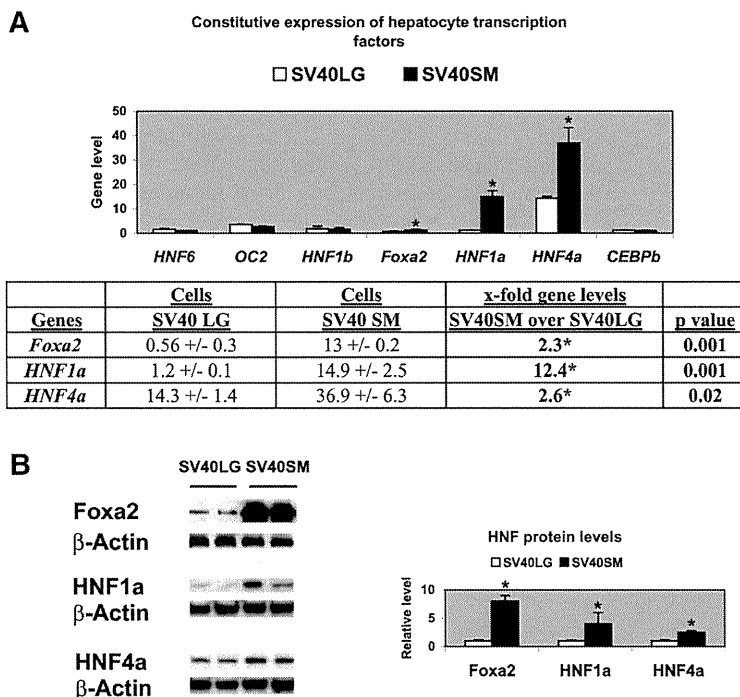 A
Constitutive expression of hepatocyte transcription
factors
SV40LG SV40SM
50
40
30
20
10
0
Gene level
* * *
HNF6 OC2 HNF1b Foxa2 HNF1a HNF4a CEBPb
Cells Cells x-fold gene levels
Genes SV40 LG SV40 SM SV40SM over SV40LG p value
Foxa2 0.56 +/- 0.3 13 +/- 0.2 2.3* 0.001
HNF1a 1.2 +/- 0.1 14.9 +/- 2.5 12.4* 0.001
HNF4a 14.3 +/- 1.4 36.9 +/- 6.3 2.6* 0.02
B
SV40LG SV40SM
Foxa2
β-Actin
HNF1a
β-Actin
HNF4a
β-Actin
HNF protein levels
SV40LG SV40SM
10
5
0
Relative level
* * *
Foxa2 HNF1a HNF4a